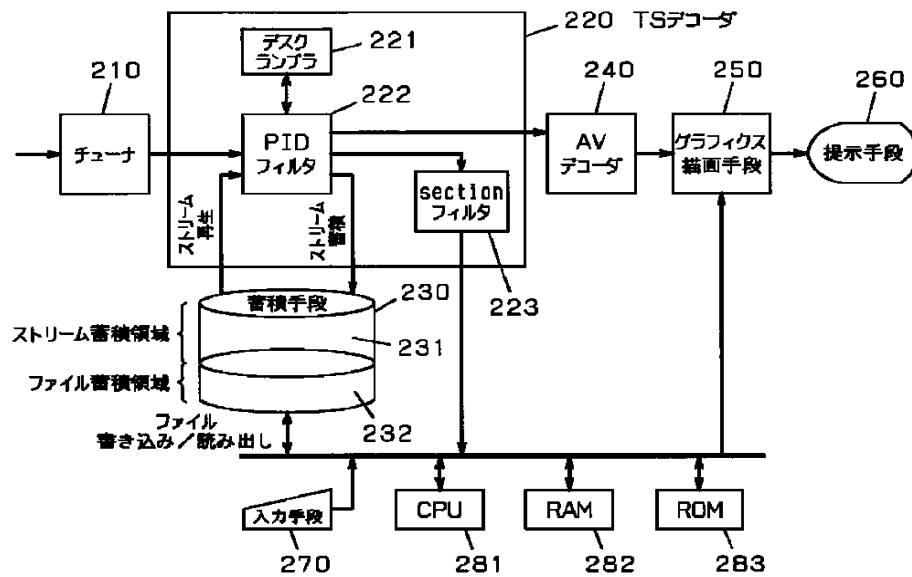 220 TSデコーダ
デスク
ランブラ
221
210
222
240
250
260
チューナ
PID
フィルタ
AV
デコーダ
グラフィクス
描画手段
提示手段
section
フィルタ
223
ストリーム
再生
ストリーム
蓄積
蓄積手段
230
ストリーム蓄積領域
231
ファイル蓄積領域
232
ファイル
書き込み/読み出し
入力手段
270
CPU
281
RAM
282
ROM
283